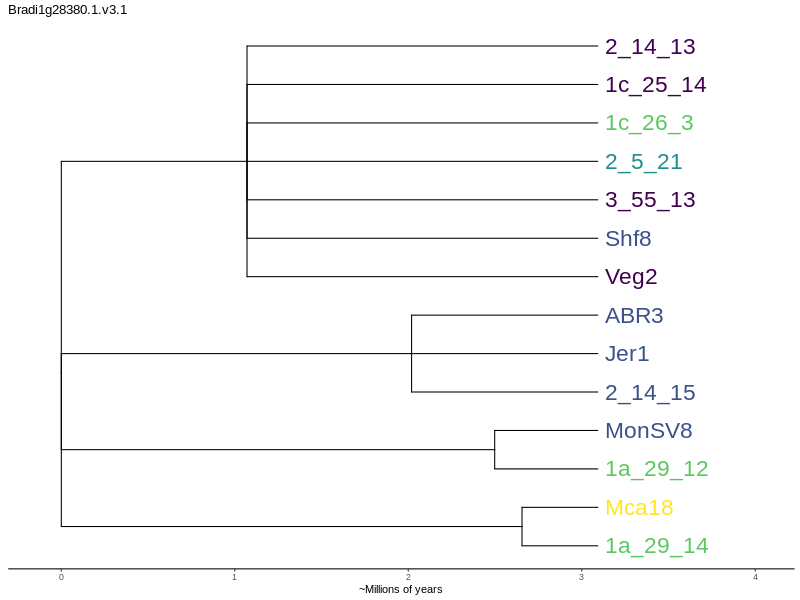 Bradi1g28380.1.v3.1
2_14_13
1c_25_14
1c_26_3
2_5_21
3_55_13
Shf8
Veg2
ABR3
Jer1
2_14_15
MonSV8
1a_29_12
Mca18
1a_29_14
0 1 2 3 4
~Millions of years